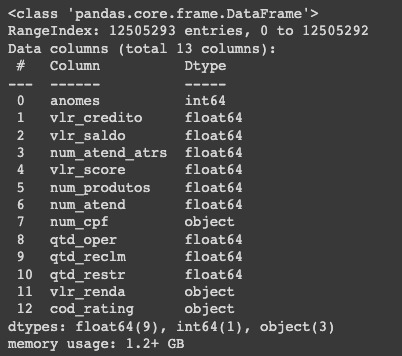 <class 'pandas.core.frame.DataFrame'>
RangeIndex: 12505293 entries, 0 to 12505292
Data columns (total 13 columns):
 #   Column         Dtype
---  ------         -----
 0   anomes         int64
 1   vlr_credito    float64
 2   vlr_saldo      float64
 3   num_atend_atrs float64
 4   vlr_score      float64
 5   num_produtos   float64
 6   num_atend      float64
 7   num_cpf        object
 8   qtd_oper       float64
 9   qtd_reclm      float64
 10  qtd_restr      float64
 11  vlr_renda      object
 12  cod_rating     object
dtypes: float64(9), int64(1), object(3)
memory usage: 1.2+ GB